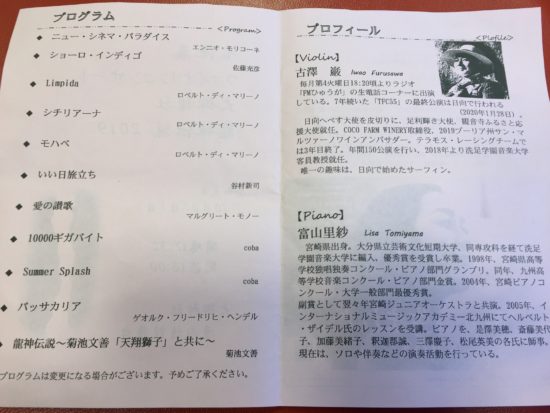 プログラム
<Program>
◆ ニュー・シネマ・パラダイス
エンニオ・モリコーネ
◆ ショーロ・インディゴ
佐藤允彦
◆ Limpida
ロベルト・ディ・マリーノ
◆ シチリアーナ
ロベルト・ディ・マリーノ
◆ モハベ
ロベルト・ディ・マリーノ
◆ いい日旅立ち
谷村新司
◆ 愛の讃歌
マルグリート・モノー
◆ 10000ギガバイト
coba
◆ Summer Splash
coba
◆ パッサカリア
ゲオルク・フリードリヒ・ヘンデル
◆ 龍神伝説～菊池文善「天翔獅子」と共に～
菊池文善
プログラムは変更になる場合がございます。予めご了承ください。
プロフィール
<Plofile>
【Violin】
古澤 巌 Iwao Furusawa
毎月第4火曜日18:20頃よりラジオ
「FMひゅうが」の生電話コーナーに出演
している。7年続いた「TFC55」の最終公演は日向で行われる
(2020年1月28日)。
日向へべす大使を皮切りに、足利輝き大使、観音寺ふるさと応
援大使就任。COCO FARM WINERY取締役。2019プーリア州サン・マ
ルツァーノワインアンバサダー。テラモス・レーシングチームで
は3年目終了。年間150公演を行い、2018年より洗足学園音楽大学
客員教授就任。
唯一の趣味は、日向で始めたサーフィン。
【Piano】
富山里紗 Lisa Tomiyama
宮崎県出身。大分県立芸術文化短期大学、同専攻科を経て洗足
学園音楽大学に編入、優秀賞を受賞し卒業。1998年、宮崎県高等
学校独唱独奏コンクール・ピアノ部門グランプリ。同年、九州高
等学校音楽コンクール・ピアノ部門金賞。2004年、宮崎ピアノコ
ンクール・大学一般部門最優秀賞。
副賞として翌々年宮崎ジュニアオーケストラと共演。2005年、イ
ンターナショナルミュージックアカデミー北九州にてヘルベルト
・ザイデル氏のレッスンを受講。ピアノを、是澤美穂、斎藤美代
子、加藤美緒子、釈迦郡誠、三澤慶子、松尾英美の各氏に師事。
現在は、ソロや伴奏などの演奏活動を行っている。